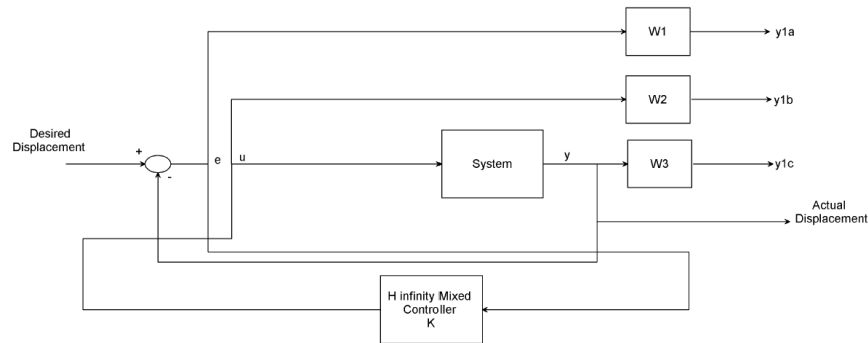 W1
y1a
W2
y1b
Desired
Displacement
+
-
e
u
System
y
W3
y1c
Actual
Displacement
H infinity Mixed
Controller
K